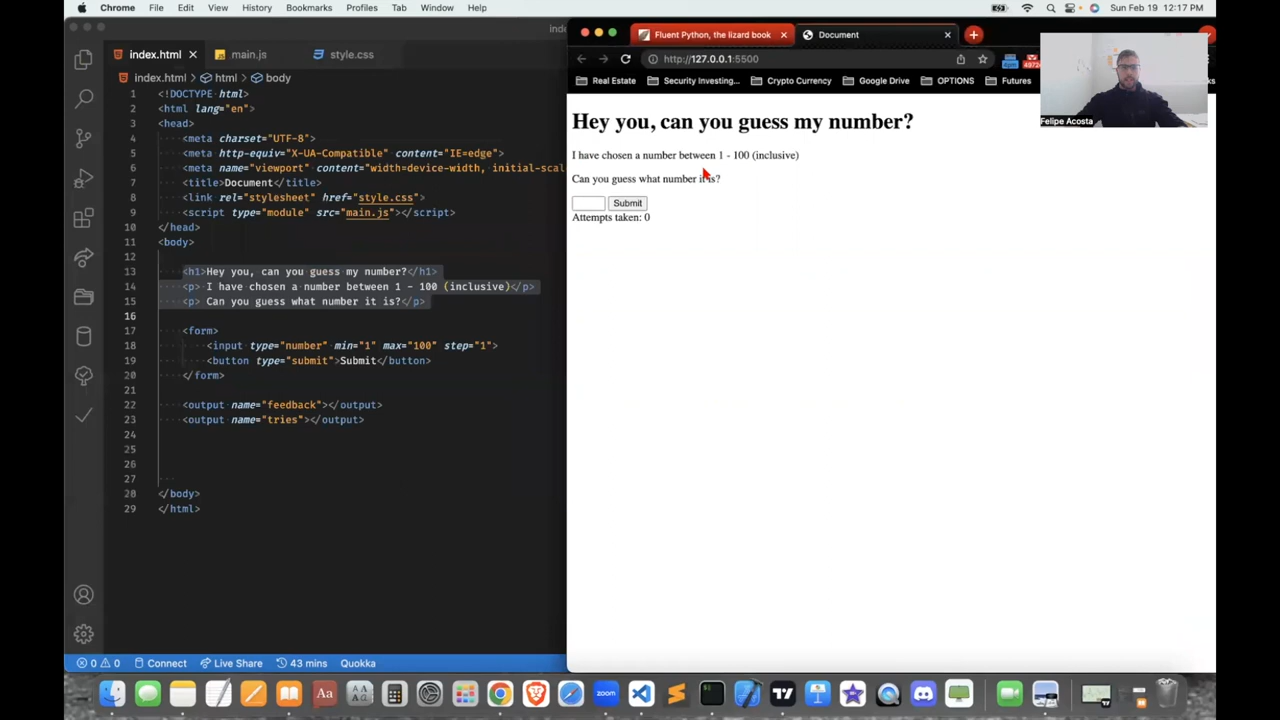 Chrome File Edit View History Bookmarks Profiles Tab Window Help Sun Feb 19 12:17 PM
index.html main.js style.css
index.html > html > body
1 <!DOCTYPE html>
2 <html lang="en">
3 <head>
4 <meta charset="UTF-8">
5 <meta http-equiv="X-UA-Compatible" content="IE=edge">
6 <meta name="viewport" content="width=device-width, initial-scal
7 <title>Document</title>
8 <link rel="stylesheet" href="style.css">
9 <script type="module" src="main.js"></script>
10 </head>
11 <body>
12
13 <h1>Hey you, can you guess my number?</h1>
14 <p> I have chosen a number between 1 - 100 (inclusive)</p>
15 <p> Can you guess what number it is?</p>
16
17 <form>
18 <input type="number" min="1" max="100" step="1">
19 <button type="submit">Submit</button>
20 </form>
21
22 <output name="feedback"></output>
23 <output name="tries"></output>
24
25
26
27
28 </body>
29 </html>
0 0 Connect Live Share 43 mins Quokka
Fluent Python, the lizard book Document
http://127.0.0.1:5500
Real Estate Security Investing... Crypto Currency Google Drive OPTIONS Futures
Felipe Acosta
Hey you, can you guess my number?
I have chosen a number between 1 - 100 (inclusive)
Can you guess what number it is?
Submit
Attempts taken: 0